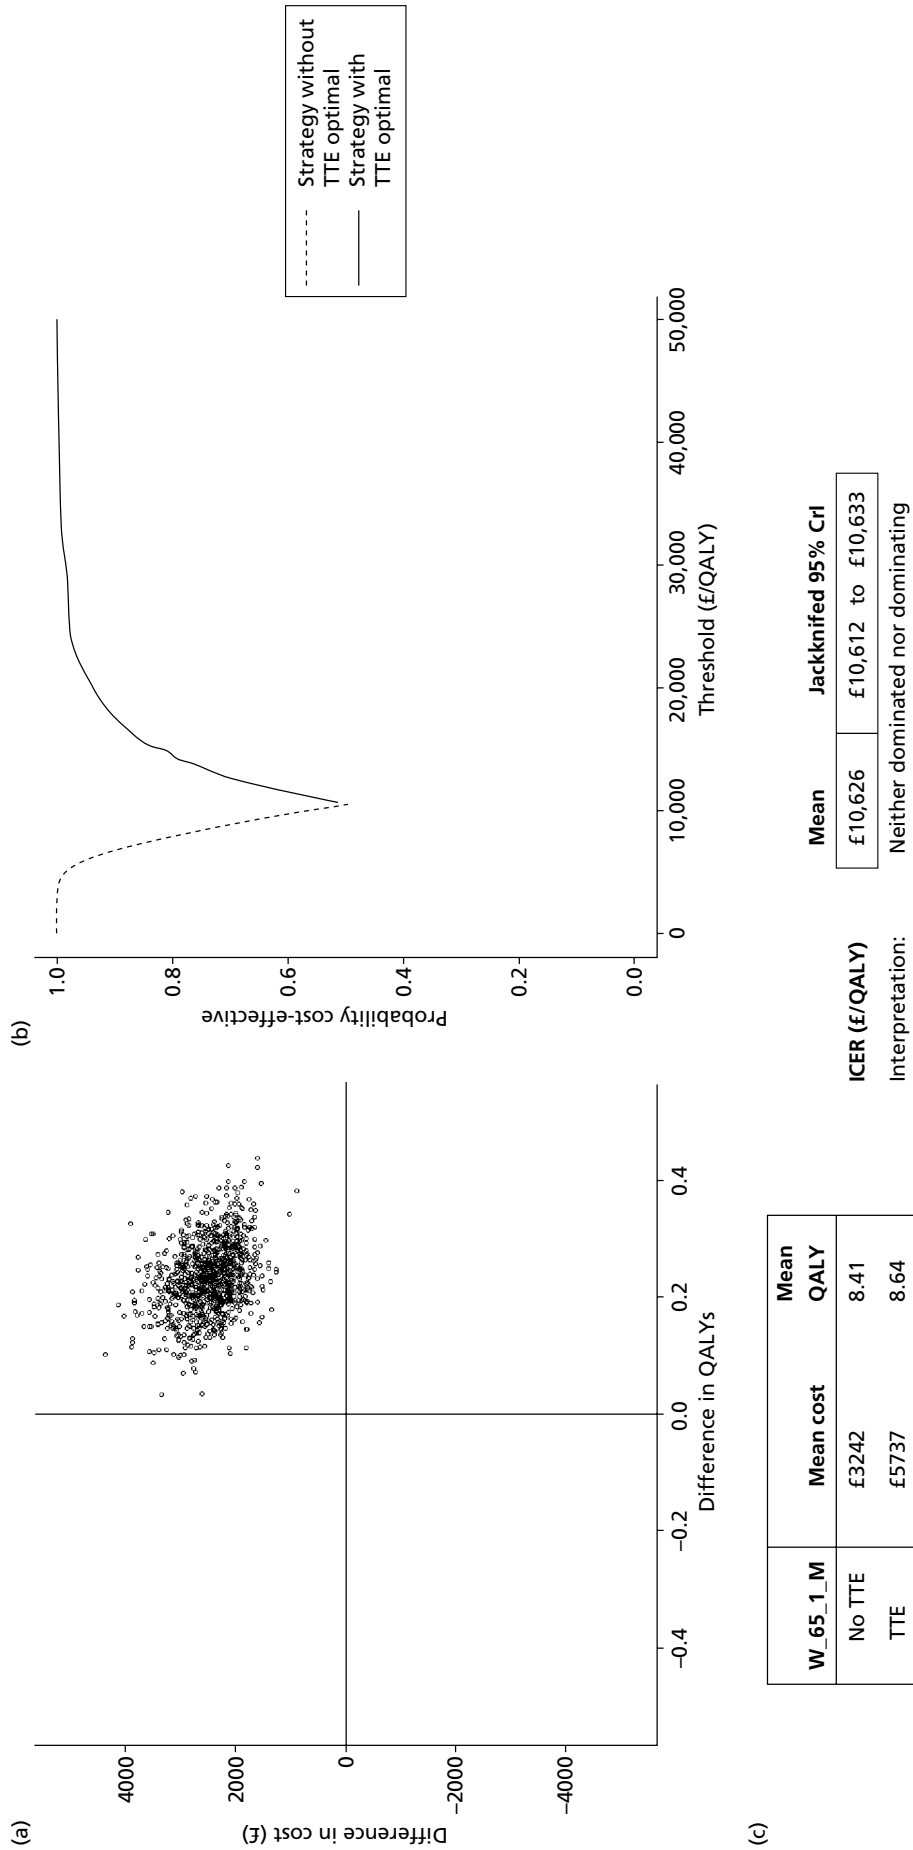 (a)
4000
2000
0
−2000
−4000
Difference in cost (£)
−0.4
−0.2
0.0
0.2
0.4
Difference in QALYs
(b)
1.0
0.8
0.6
0.4
0.2
0.0
Probability cost-effective
0
10,000
20,000
30,000
40,000
50,000
Threshold (£/QALY)
Strategy without
TTE optimal
Strategy with
TTE optimal
(c)
W_65_1_M Mean cost Mean
QALY
No TTE £3242 8.41
TTE £5737 8.64
Mean Jackknifed 95% CrI
ICER (£/QALY) £10,626 £10,612 to £10,633
Interpretation: Neither dominated nor dominating